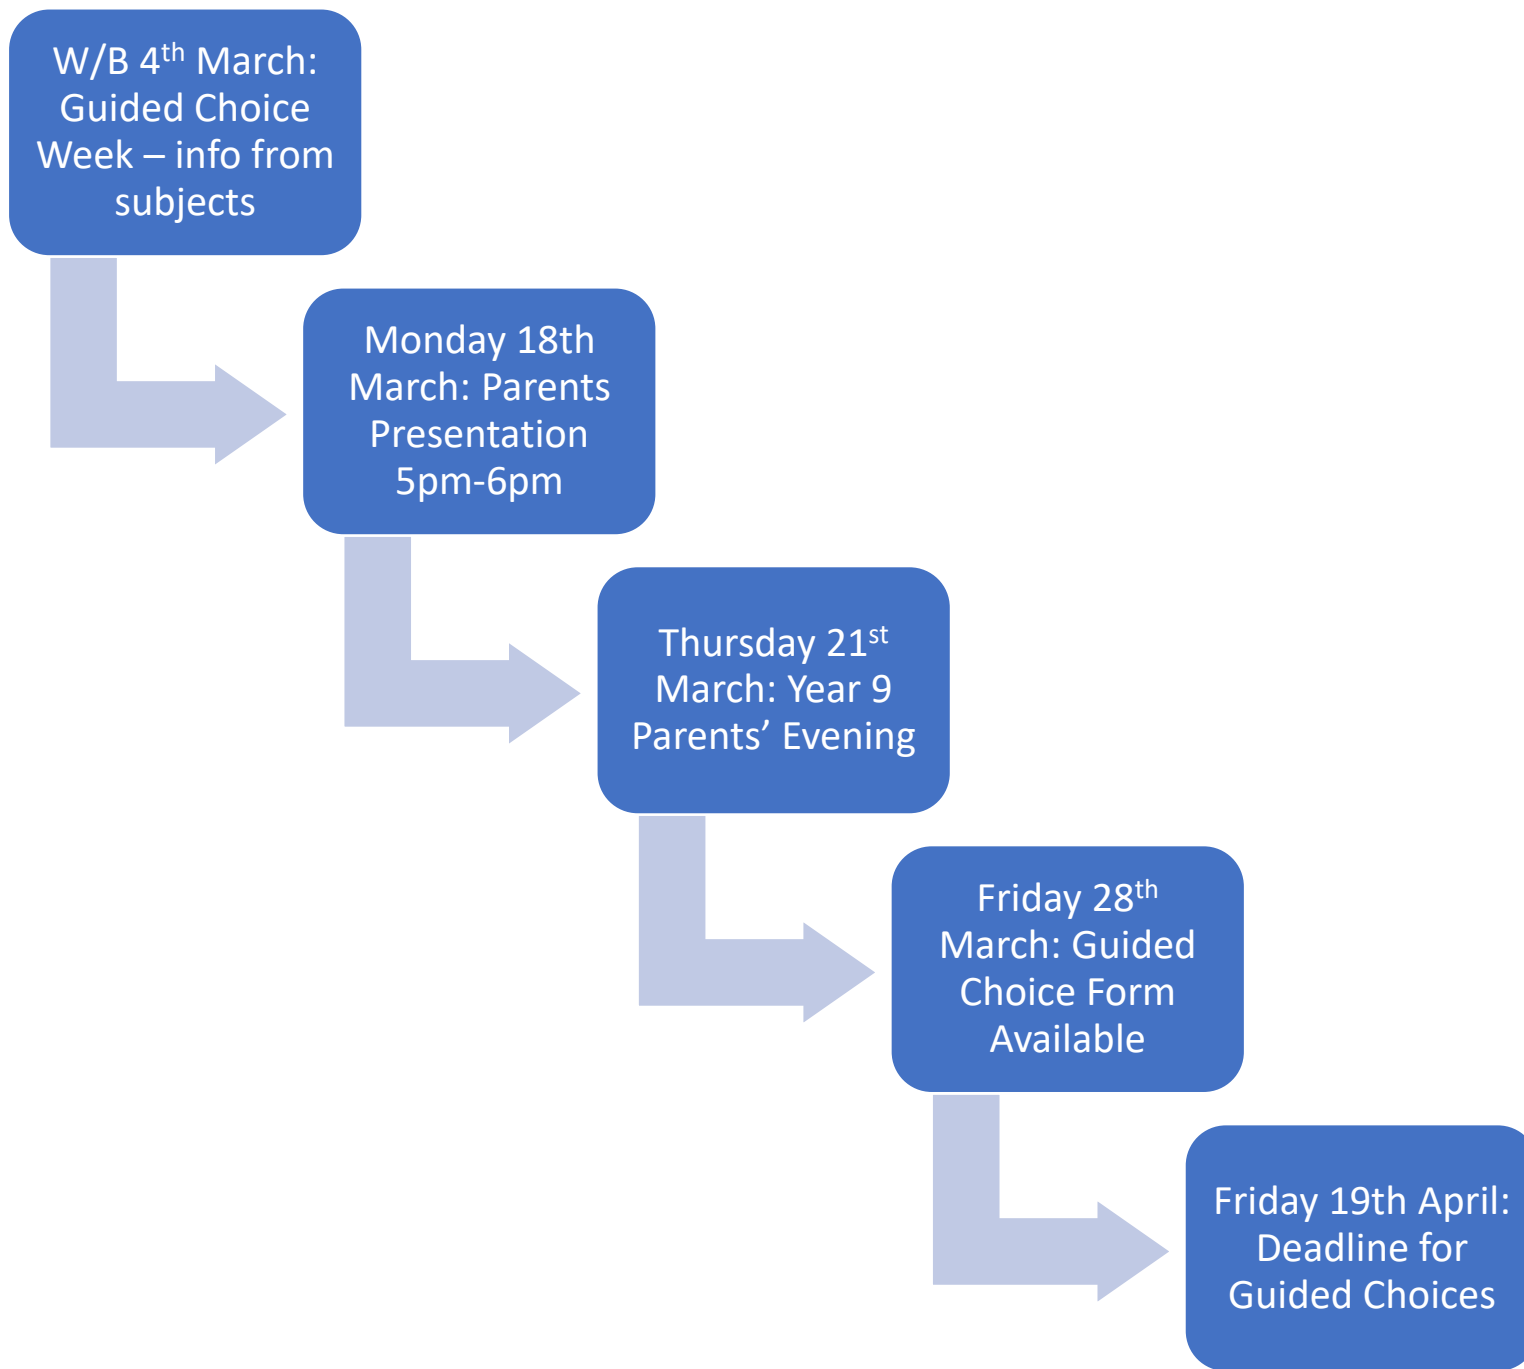 W/B 4th March:
Guided Choice
Week – info from
subjects
Monday 18th
March: Parents
Presentation
5pm-6pm
Thursday 21st
March: Year 9
Parents’ Evening
Friday 28th
March: Guided
Choice Form
Available
Friday 19th April:
Deadline for
Guided Choices